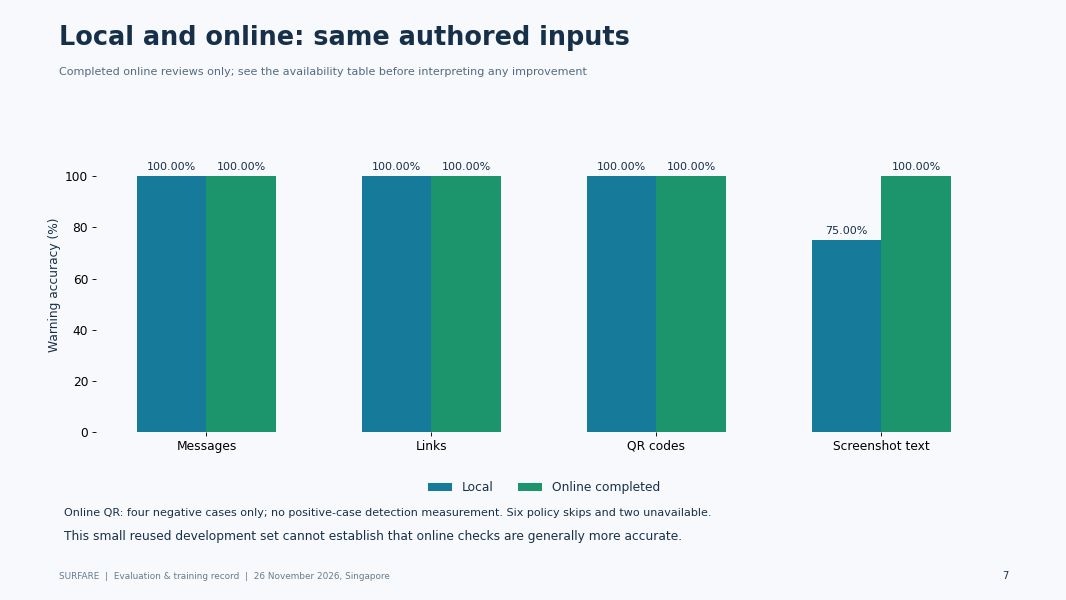 Local and online: same authored inputs
Completed online reviews only; see the availability table before interpreting any improvement
100.00% 100.00% 100.00% 100.00% 100.00% 100.00% 75.00% 100.00%
Warning accuracy (%)
100
80
60
40
20
0
Messages Links QR codes Screenshot text
Local Online completed
Online QR: four negative cases only; no positive-case detection measurement. Six policy skips and two unavailable.
This small reused development set cannot establish that online checks are generally more accurate.
SURFARE | Evaluation & training record | 26 November 2026, Singapore 7